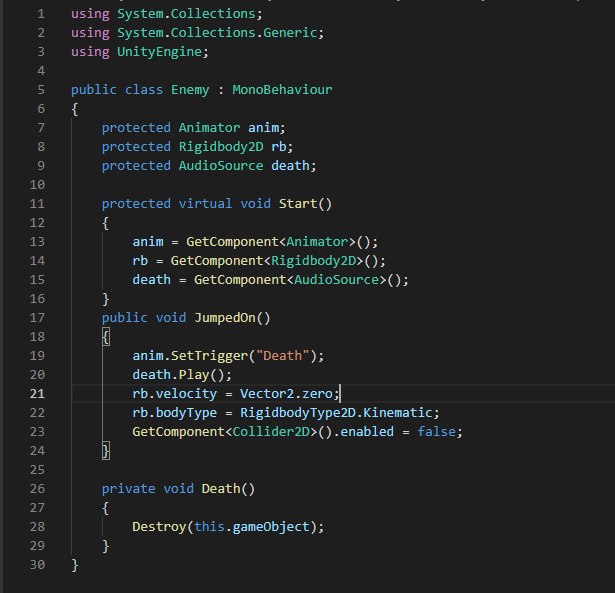 1 using System.Collections;
2 using System.Collections.Generic;
3 using UnityEngine;
4
5 public class Enemy : MonoBehaviour
6 {
7     protected Animator anim;
8     protected Rigidbody2D rb;
9     protected AudioSource death;
10
11     protected virtual void Start()
12     {
13         anim = GetComponent<Animator>();
14         rb = GetComponent<Rigidbody2D>();
15         death = GetComponent<AudioSource>();
16     }
17     public void JumpedOn()
18     {
19         anim.SetTrigger("Death");
20         death.Play();
21         rb.velocity = Vector2.zero;
22         rb.bodyType = RigidbodyType2D.Kinematic;
23         GetComponent<Collider2D>().enabled = false;
24     }
25
26     private void Death()
27     {
28         Destroy(this.gameObject);
29     }
30 }